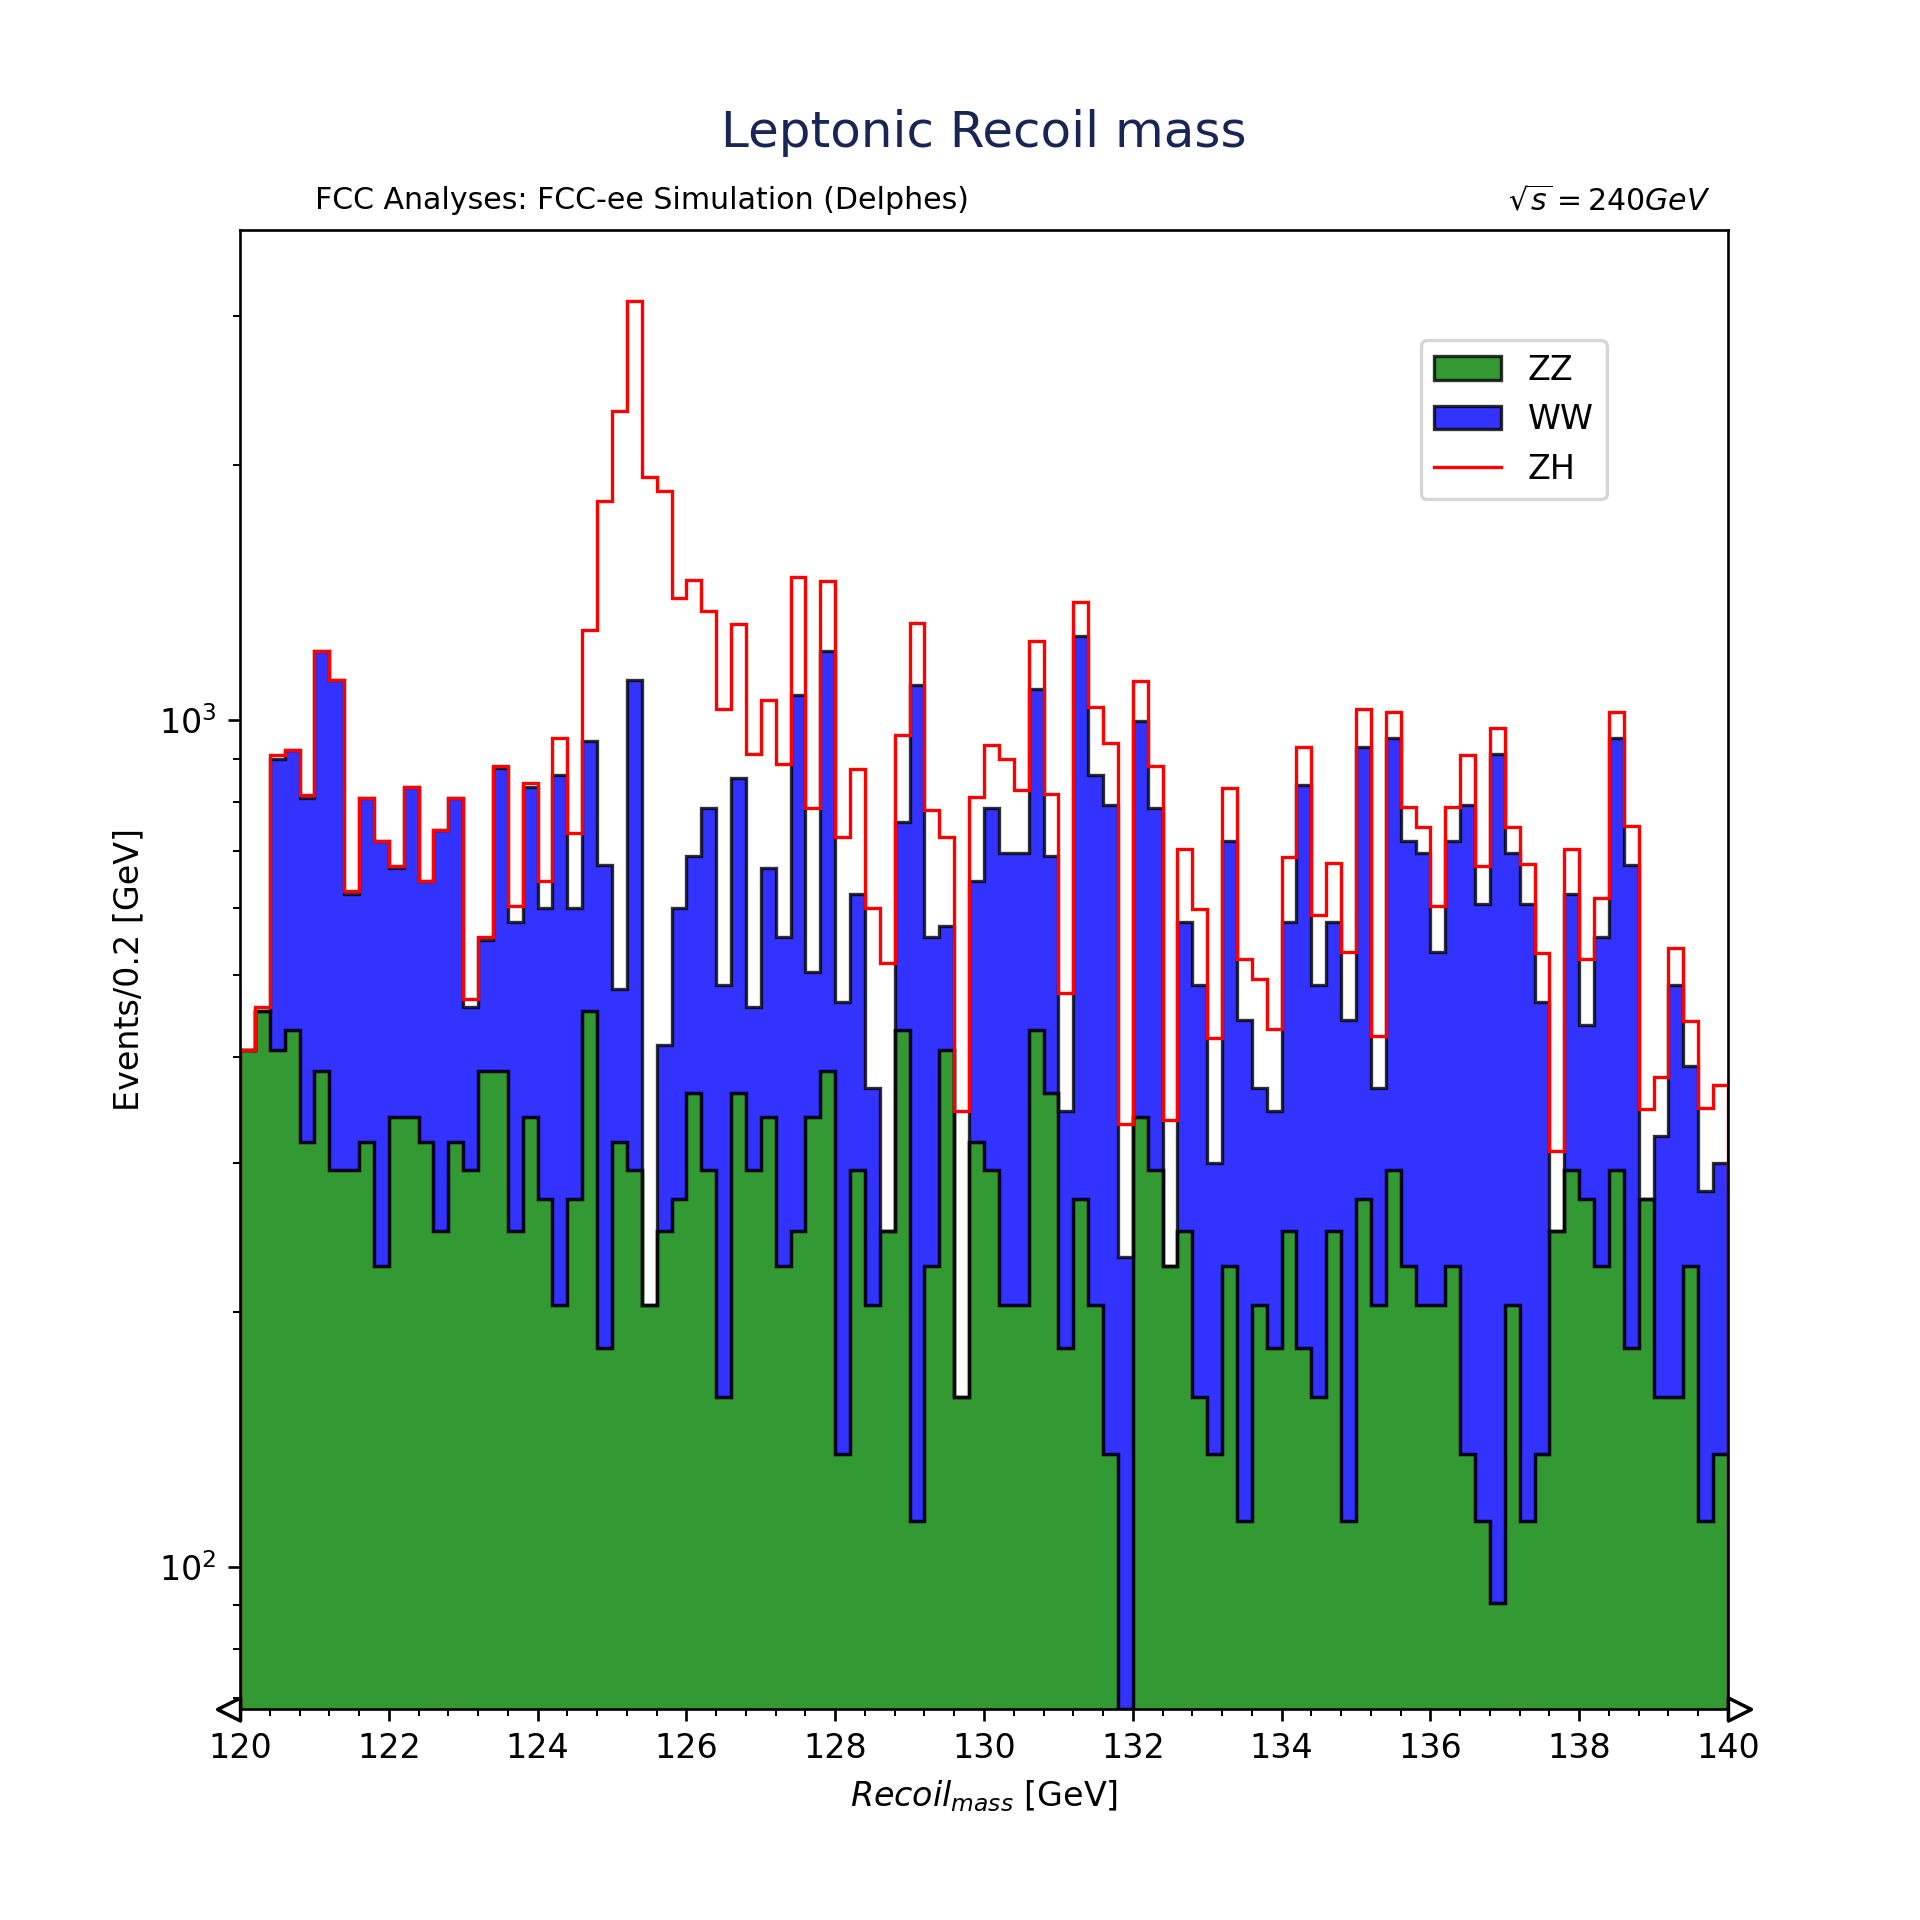 Leptonic Recoil mass
FCC Analyses: FCC-ee Simulation (Delphes)
√s = 240GeV
ZZ
WW
ZH
10³
10²
Events/0.2 [GeV]
120 122 124 126 128 130 132 134 136 138 140
Recoil_mass [GeV]